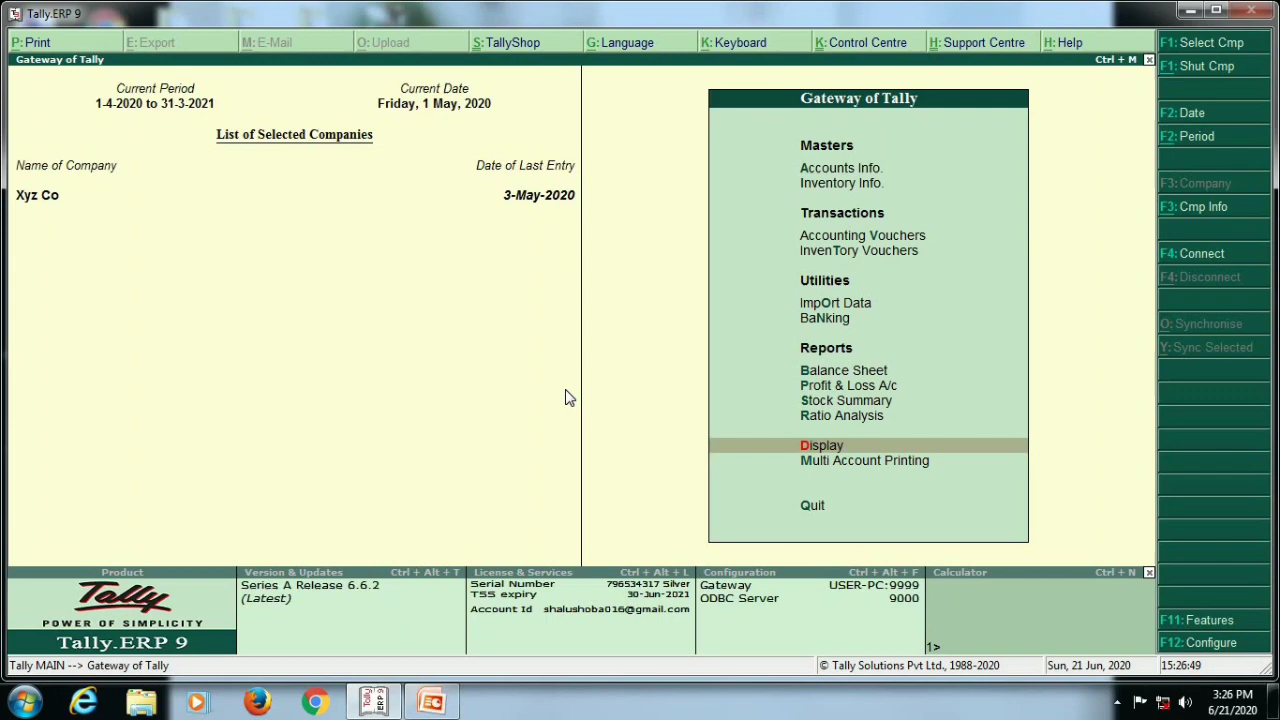 Tally.ERP 9
P: Print
E: Export
M: E-Mail
O: Upload
S: TallyShop
G: Language
K: Keyboard
K: Control Centre
H: Support Centre
H: Help
Gateway of Tally
Ctrl + M
Current Period
1-4-2020 to 31-3-2021
Current Date
Friday, 1 May, 2020
List of Selected Companies
Name of Company
Date of Last Entry
Xyz Co
3-May-2020
Gateway of Tally
Masters
Accounts Info.
Inventory Info.
Transactions
Accounting Vouchers
InvenTory Vouchers
Utilities
ImpOrt Data
BaNking
Reports
Balance Sheet
Profit & Loss A/c
Stock Summary
Ratio Analysis
Display
Multi Account Printing
Quit
F1: Select Cmp
F1: Shut Cmp
F2: Date
F2: Period
F3: Company
F3: Cmp Info
F4: Connect
F4: Disconnect
O: Synchronise
Y: Sync Selected
F11: Features
F12: Configure
Product
Tally
POWER OF SIMPLICITY
Tally.ERP 9
Version & Updates
Ctrl + Alt + T
Series A Release 6.6.2
(Latest)
License & Services
Ctrl + Alt + L
Serial Number
796534317 Silver
TSS expiry
30-Jun-2021
Account Id
shalushoba016@gmail.com
Configuration
Ctrl + Alt + F
Gateway
USER-PC:9999
ODBC Server
9000
Calculator
Ctrl + N
1>
Tally MAIN --> Gateway of Tally
© Tally Solutions Pvt Ltd., 1988-2020
Sun, 21 Jun, 2020
15:26:49
3:26 PM
6/21/2020